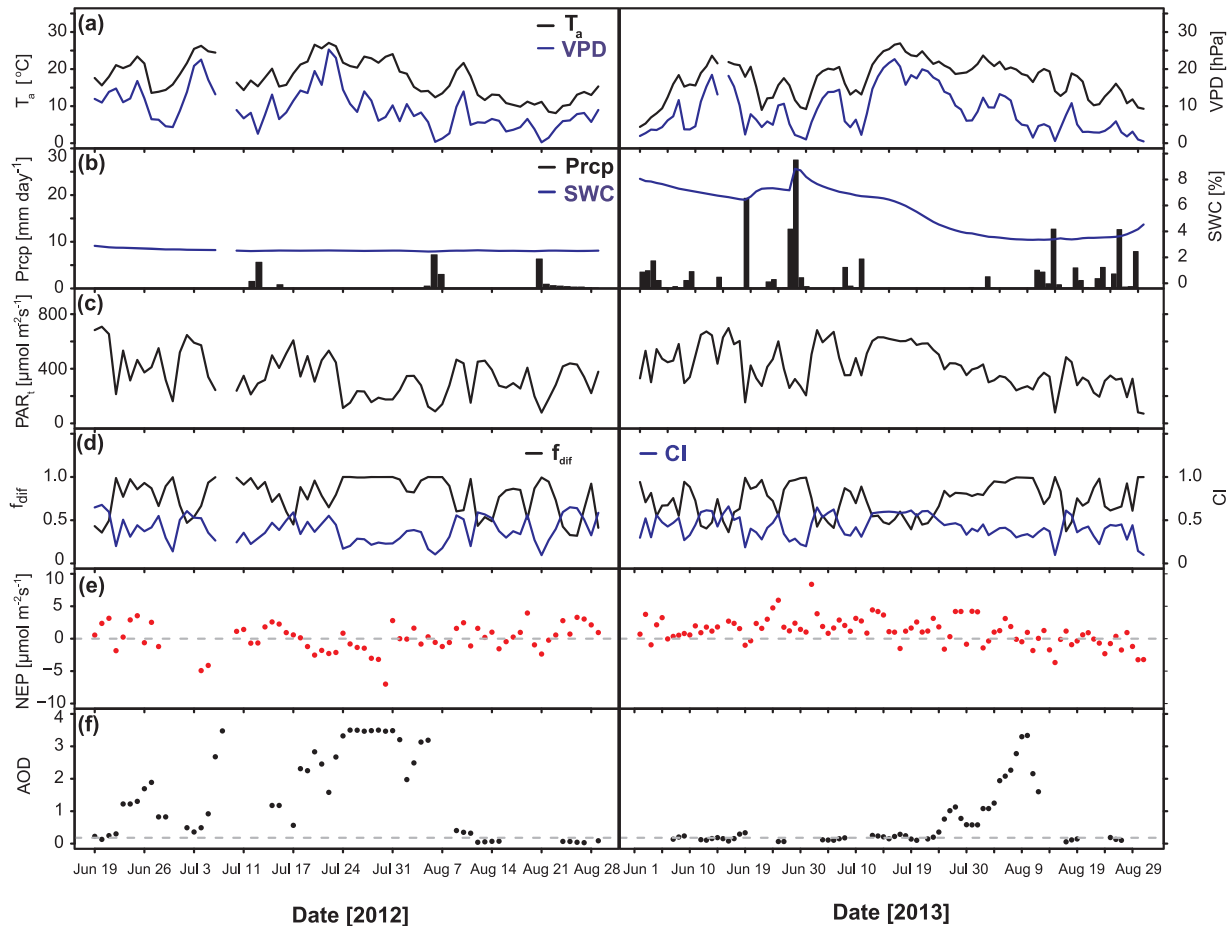 (a)
Tₐ
VPD
Tₐ [°C]
30
20
10
0
VPD [hPa]
30
20
10
0
(b)
Prcp
SWC
Prcp [mm day⁻¹]
30
20
10
0
SWC [%]
8
6
4
2
0
(c)
PARₜ [µmol m⁻²s⁻¹]
800
400
0
(d)
f_dif
CI
f_dif
1.0
0.5
0
CI
1.0
0.5
0
(e)
NEP [µmol m⁻²s⁻¹]
10
5
0
−5
−10
(f)
AOD
4
3
2
1
0
Jun 19 Jun 26 Jul 3 Jul 11 Jul 17 Jul 24 Jul 31 Aug 7 Aug 14 Aug 21 Aug 28
Jun 1 Jun 10 Jun 19 Jun 30 Jul 10 Jul 19 Jul 30 Aug 9 Aug 19 Aug 29
Date [2012]
Date [2013]